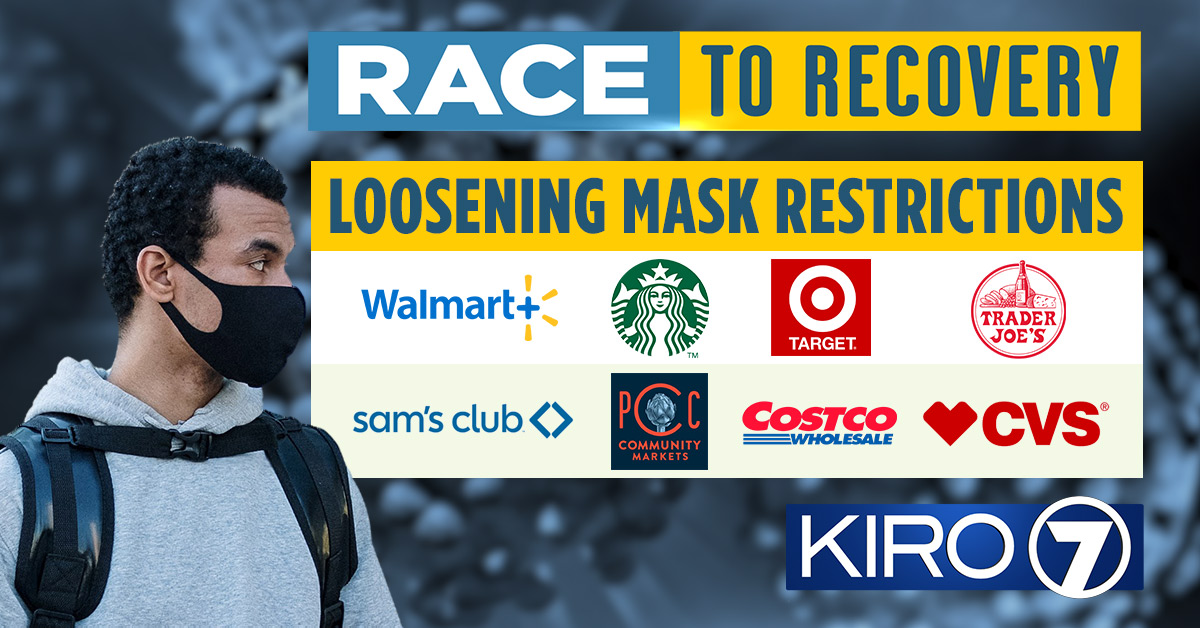 RACE TO RECOVERY
LOOSENING MASK RESTRICTIONS
Walmart+
TM
TARGET.
TRADER
JOE'S
sam's club
PCC
COMMUNITY
MARKETS
COSTCO
WHOLESALE
CVS®
KIRO 7